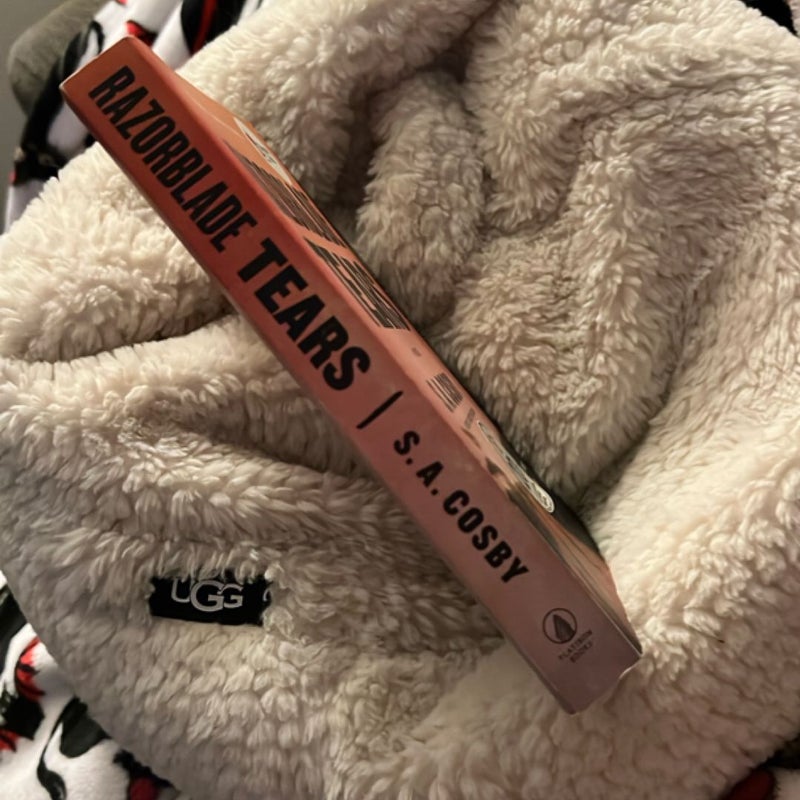 RAZORBLADE TEARS | S. A. COSBY
FLATIRON
BOOKS
UGG